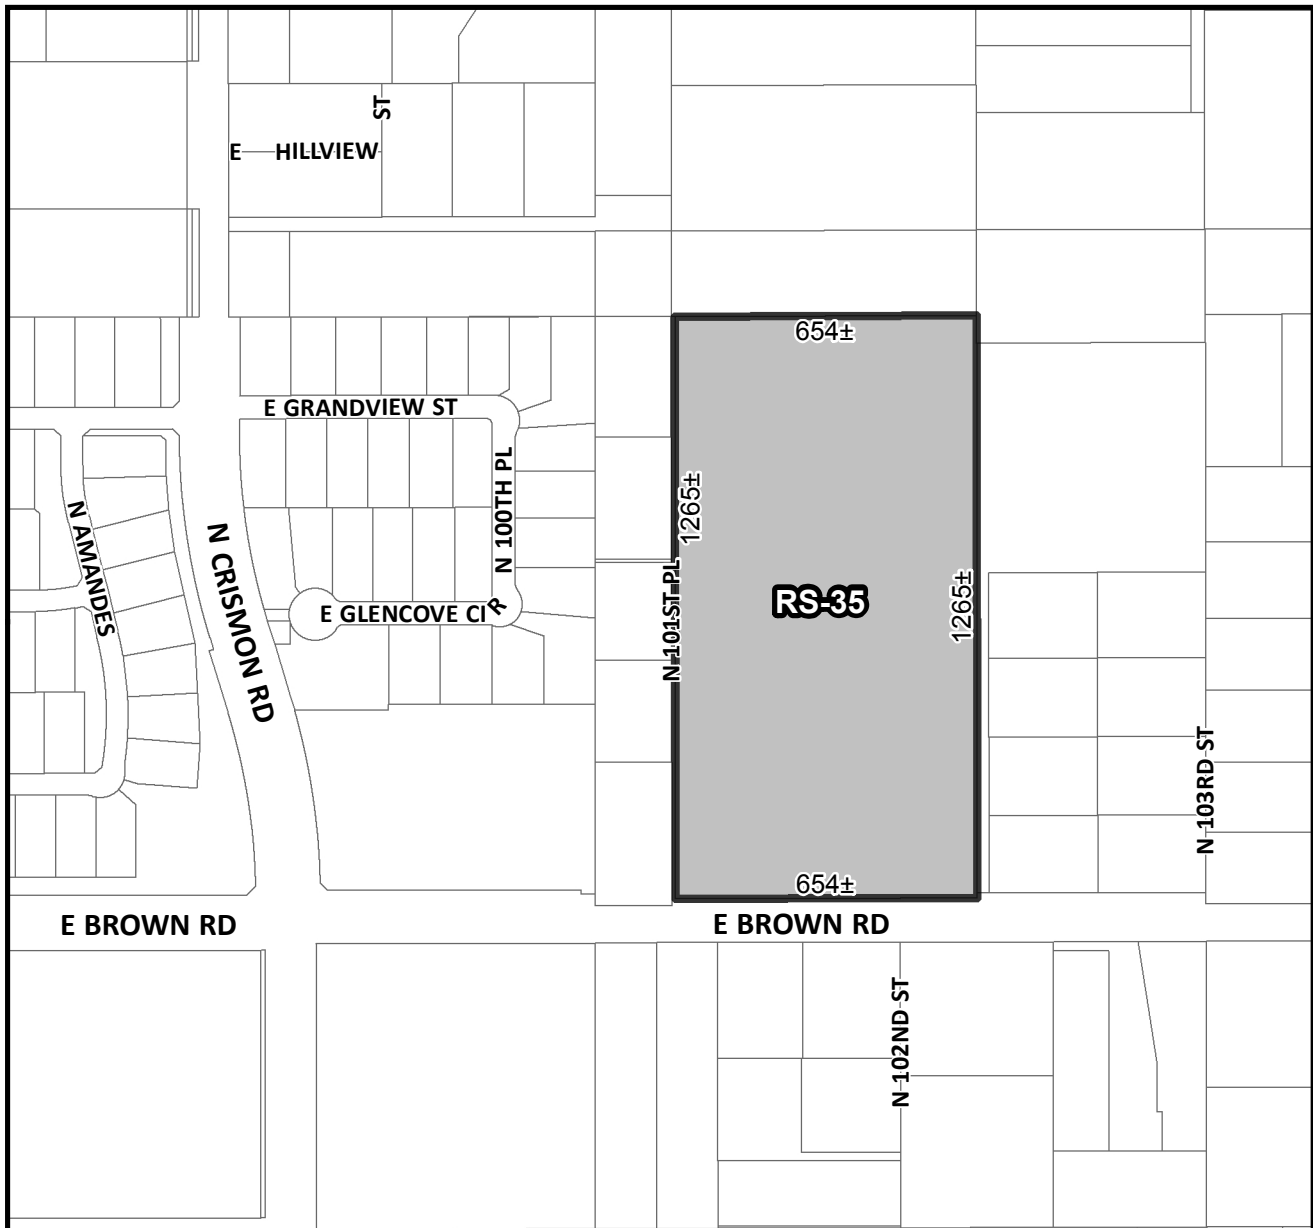 ST
E HILLVIEW
654±
E GRANDVIEW ST
N 100TH PL
1265±
N AMANDES
N CRISMON RD
E GLENCOVE CIR
N 101ST PL
RS-35
1265±
N 103RD ST
654±
E BROWN RD
E BROWN RD
N 102ND ST